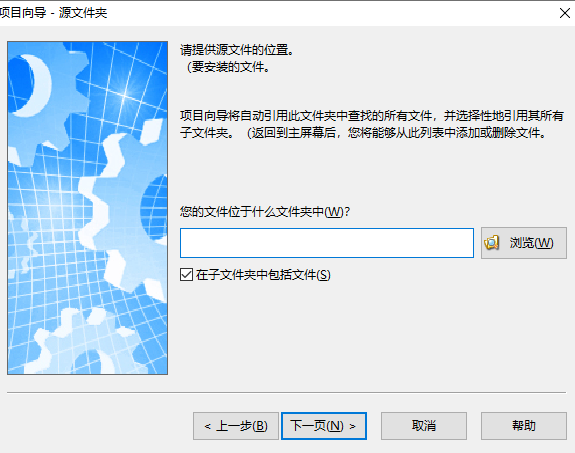 项目向导 - 源文件夹
请提供源文件的位置。
（要安装的文件。
项目向导将自动引用此文件夹中查找的所有文件，并选择性地引用其所有
子文件夹。（返回到主屏幕后，您将能够从此列表中添加或删除文件。
您的文件位于什么文件夹中(W)?
浏览(W)
在子文件夹中包括文件(S)
< 上一步(B)
下一页(N) >
取消
帮助